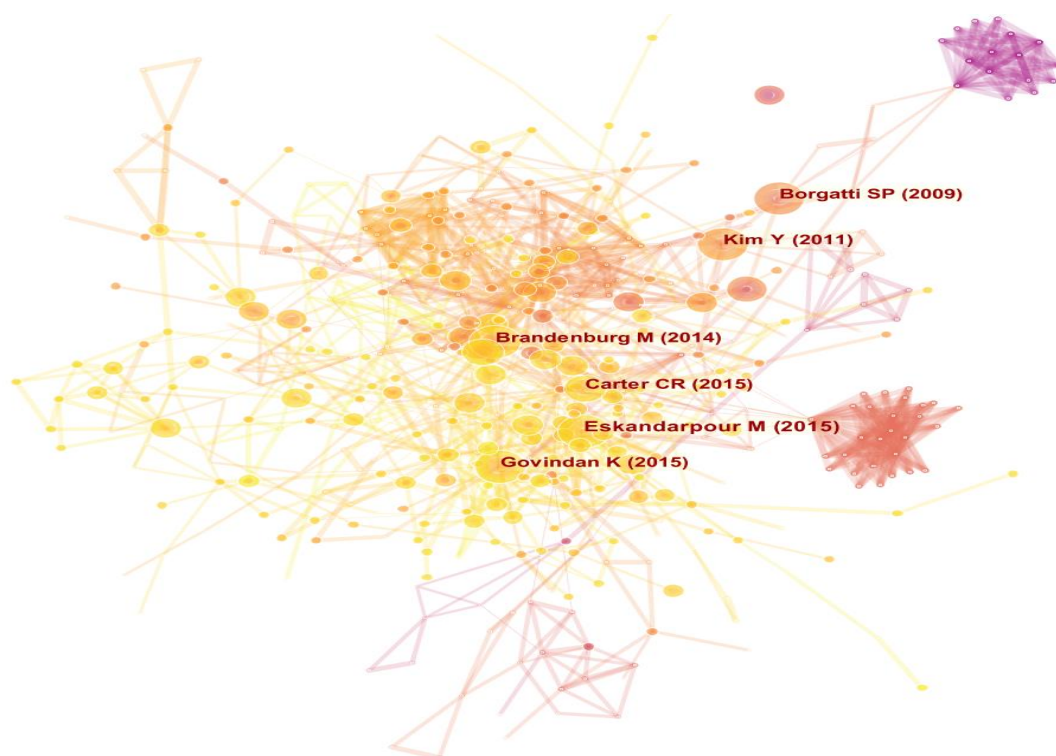 Borgatti SP (2009)
Kim Y (2011)
Brandenburg M (2014)
Carter CR (2015)
Eskandarpour M (2015)
Govindan K (2015)